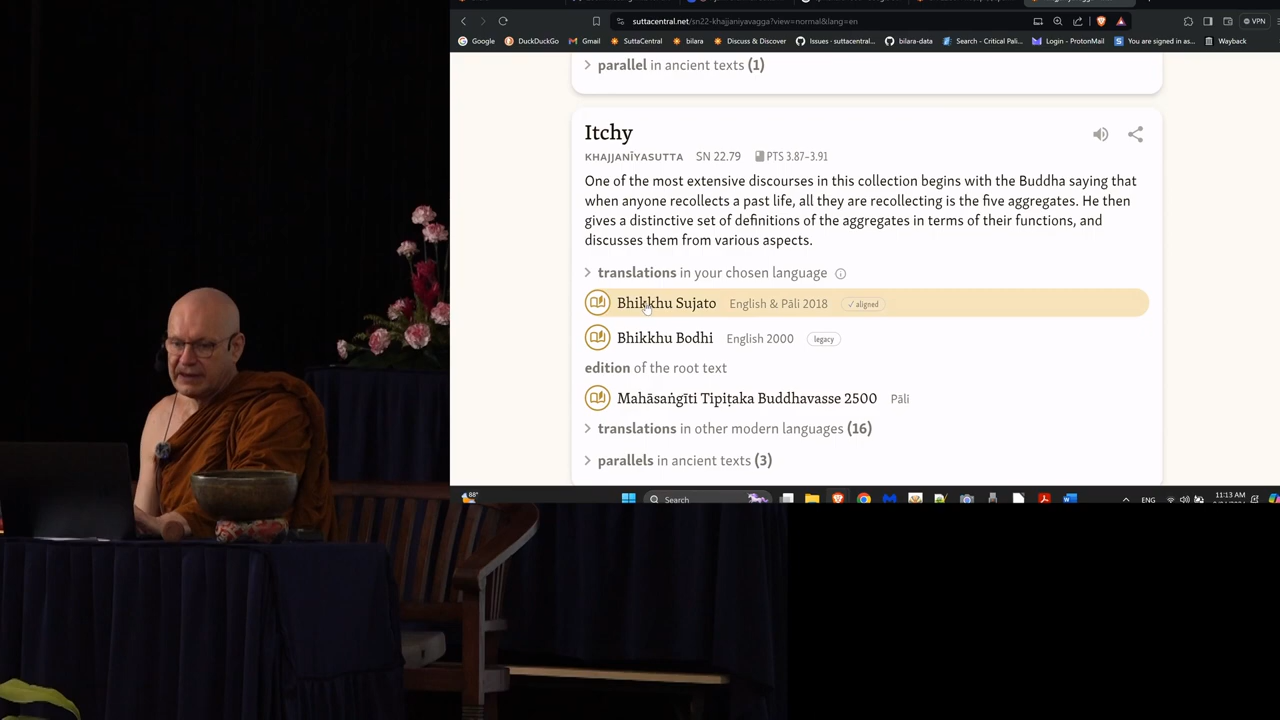 suttacentral.net/sn22-khajjaniyavagga?view=normal&lang=en
VPN
Google DuckDuckGo Gmail SuttaCentral bilara Discuss & Discover Issues · suttacentral... bilara-data Search - Critical Pali... Login - ProtonMail You are signed in as... Wayback
parallel in ancient texts (1)
Itchy
KHAJJANĪYASUTTA SN 22.79 PTS 3.87–3.91
One of the most extensive discourses in this collection begins with the Buddha saying that
when anyone recollects a past life, all they are recollecting is the five aggregates. He then
gives a distinctive set of definitions of the aggregates in terms of their functions, and
discusses them from various aspects.
translations in your chosen language
Bhikkhu Sujato English & Pāli 2018 ✓aligned
Bhikkhu Bodhi English 2000 legacy
edition of the root text
Mahāsaṅgīti Tipiṭaka Buddhavasse 2500 Pāli
translations in other modern languages (16)
parallels in ancient texts (3)
88° Search ENG 11:13 AM